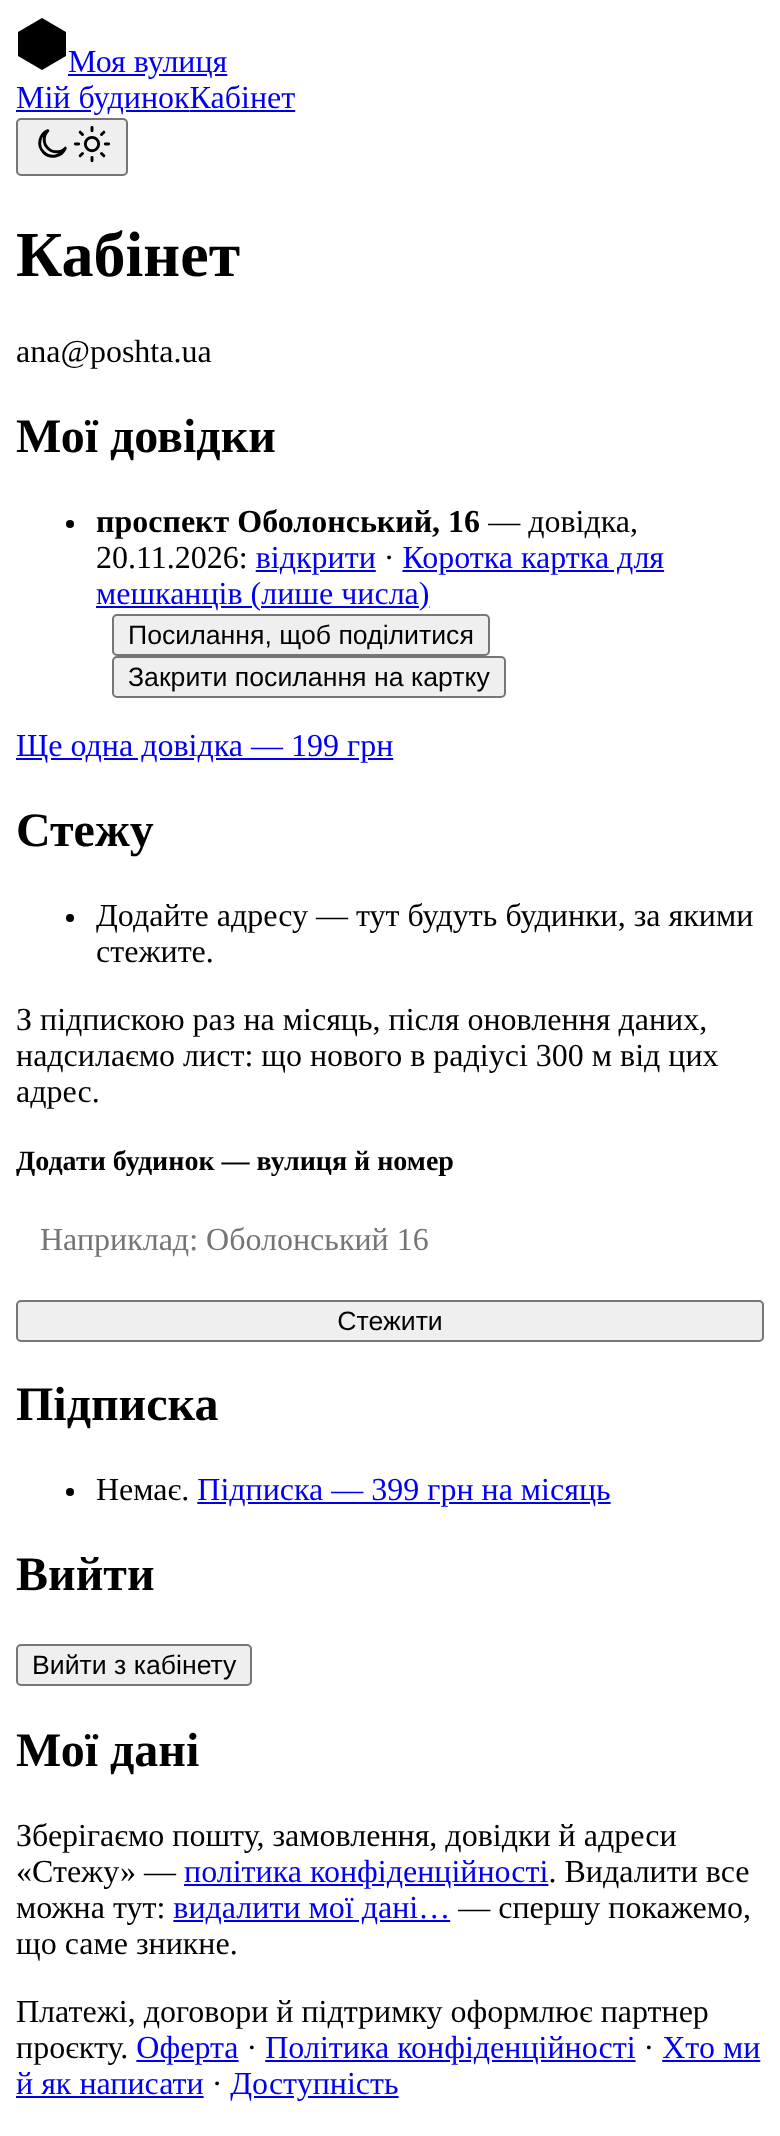 Моя вулиця
Мій будинокКабінет
Кабінет
ana@poshta.ua
Мої довідки
проспект Оболонський, 16 — довідка,
20.11.2026: відкрити · Коротка картка для
мешканців (лише числа)
Посилання, щоб поділитися
Закрити посилання на картку
Ще одна довідка — 199 грн
Стежу
Додайте адресу — тут будуть будинки, за якими
стежите.
З підпискою раз на місяць, після оновлення даних,
надсилаємо лист: що нового в радіусі 300 м від цих
адрес.
Додати будинок — вулиця й номер
Наприклад: Оболонський 16
Стежити
Підписка
Немає. Підписка — 399 грн на місяць
Вийти
Вийти з кабінету
Мої дані
Зберігаємо пошту, замовлення, довідки й адреси
«Стежу» — політика конфіденційності. Видалити все
можна тут: видалити мої дані… — спершу покажемо,
що саме зникне.
Платежі, договори й підтримку оформлює партнер
проєкту. Оферта · Політика конфіденційності · Хто ми
й як написати · Доступність